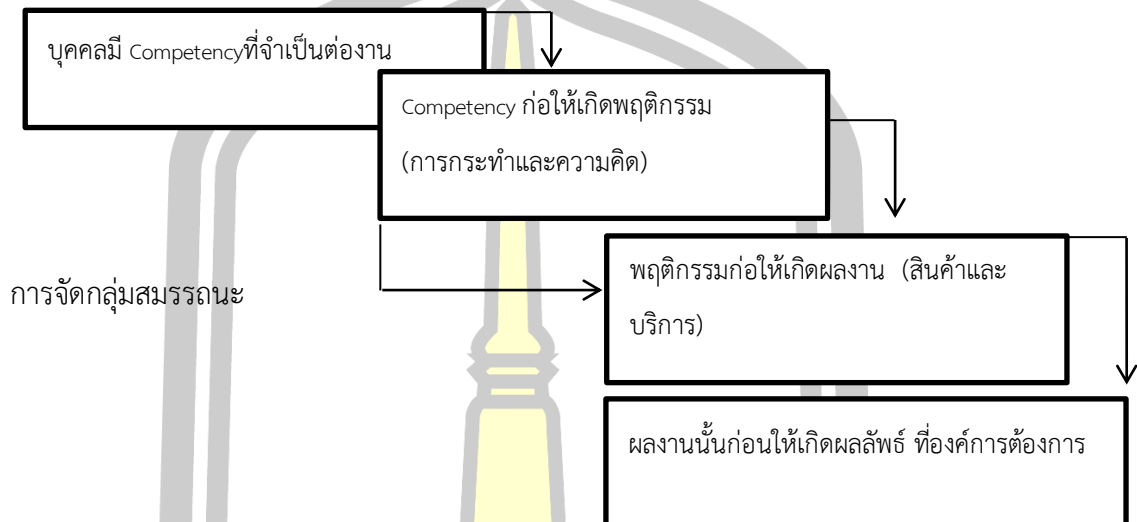 บุคคลมี Competencyที่จำเป็นต่องาน
Competency ก่อให้เกิดพฤติกรรม
(การกระทำและความคิด)
พฤติกรรมก่อให้เกิดผลงาน (สินค้าและ
บริการ)
การจัดกลุ่มสมรรถนะ
ผลงานนั้นก่อนให้เกิดผลลัพธ์ ที่องค์การต้องการ